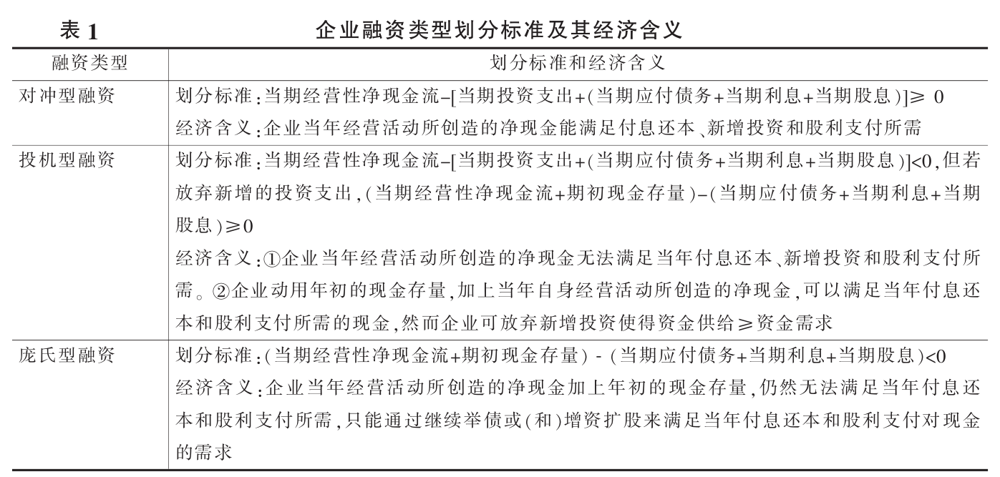 表 1 企业融资类型划分标准及其经济含义
融资类型 划分标准和经济含义
对冲型融资 划分标准:当期经营性净现金流-[当期投资支出+(当期应付债务+当期利息+当期股息)]≥ 0
经济含义:企业当年经营活动所创造的净现金能满足付息还本、新增投资和股利支付所需
投机型融资 划分标准:当期经营性净现金流-[当期投资支出+(当期应付债务+当期利息+当期股息)]<0,但若
放弃新增的投资支出,(当期经营性净现金流+期初现金存量)-(当期应付债务+当期利息+当期
股息)≥0
经济含义:①企业当年经营活动所创造的净现金无法满足当年付息还本、新增投资和股利支付所
需。②企业动用年初的现金存量,加上当年自身经营活动所创造的净现金,可以满足当年付息还
本和股利支付所需的现金,然而企业可放弃新增投资使得资金供给≥资金需求
庞氏型融资 划分标准:(当期经营性净现金流+期初现金存量) - (当期应付债务+当期利息+当期股息)<0
经济含义:企业当年经营活动所创造的净现金加上年初的现金存量,仍然无法满足当年付息还
本和股利支付所需,只能通过继续举债或(和)增资扩股来满足当年付息还本和股利支付对现金
的需求